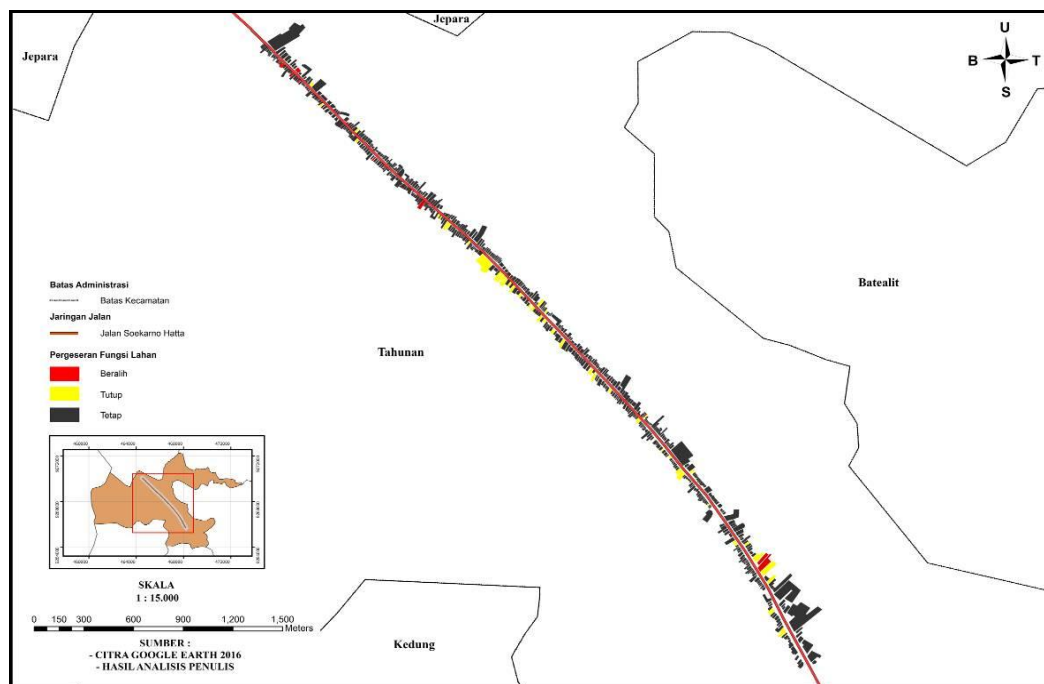 Jepara
Jepara
U
B T
S
Batealit
Tahunan
Kedung
Batas Administrasi
Batas Kecamatan
Jaringan Jalan
Jalan Soekarno Hatta
Pergeseran Fungsi Lahan
Beralih
Tutup
Tetap
SKALA
1 : 15.000
0 150 300 600 900 1,200 1,500
Meters
SUMBER :
- CITRA GOOGLE EARTH 2016
- HASIL ANALISIS PENULIS